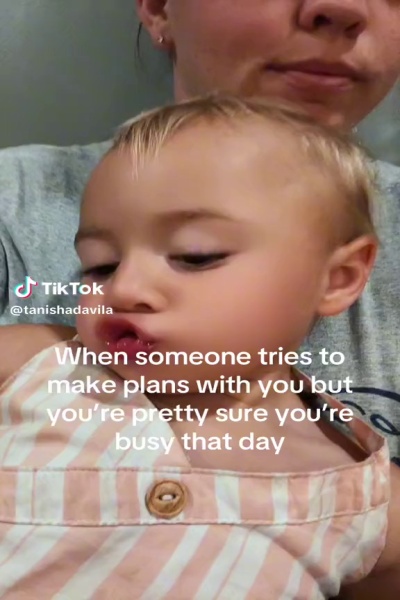 TikTok
@tanishadavila
When someone tries to
make plans with you but
you're pretty sure you're
busy that day